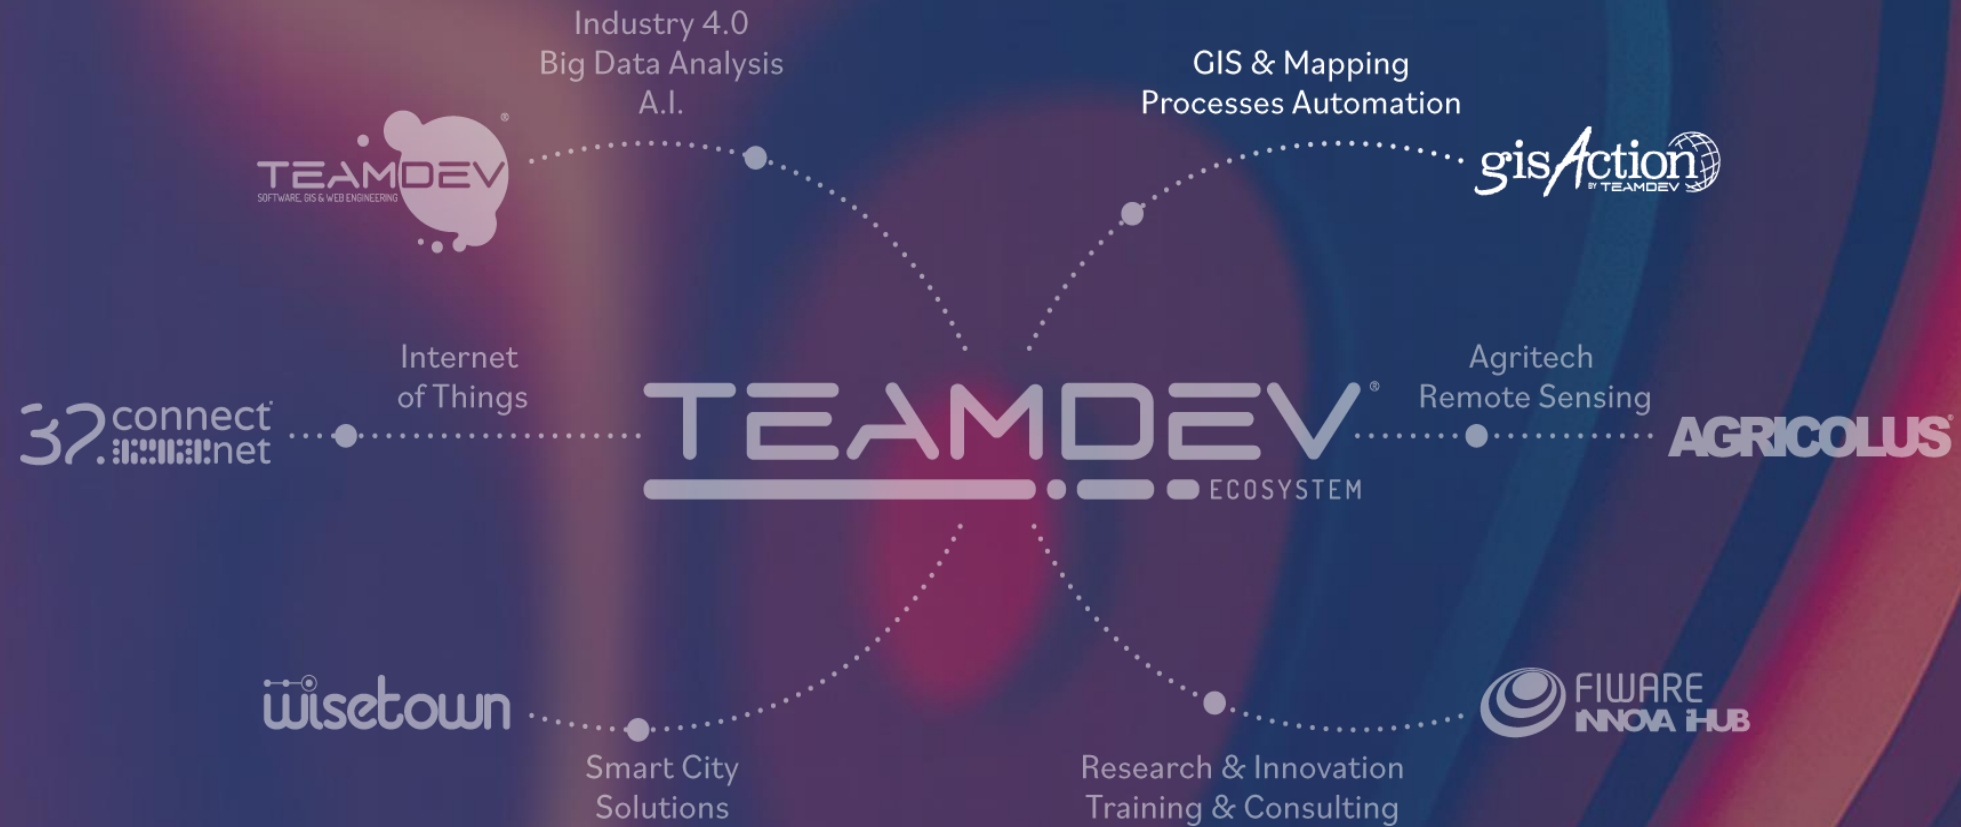 Industry 4.0
Big Data Analysis
A.I.
GIS & Mapping
Processes Automation
TEAMDEV®
SOFTWARE, GIS & WEB ENGINEERING
gisAction
BY TEAMDEV
Internet
of Things
Agritech
Remote Sensing
32 connect
.net
TEAMDEV®
ECOSYSTEM
AGRICOLUS®
wisetown
FIWARE
INNOVA iHUB
Smart City
Solutions
Research & Innovation
Training & Consulting